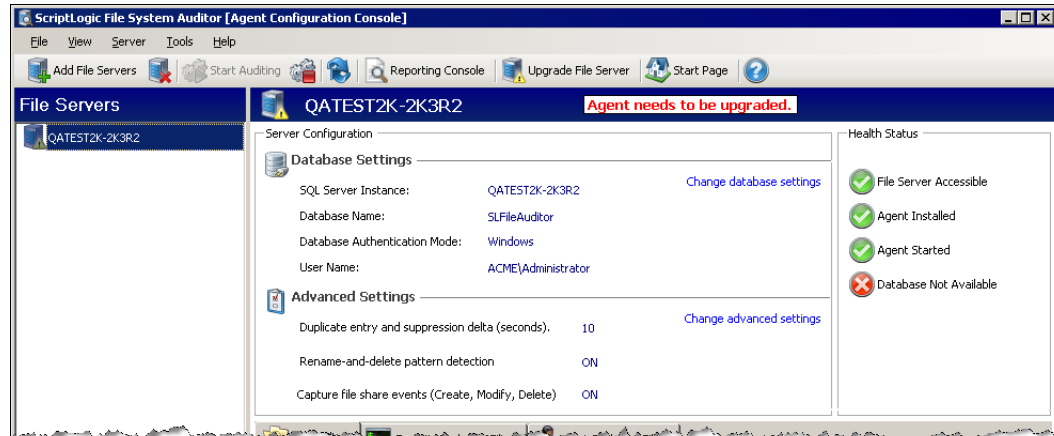 ScriptLogic File System Auditor [Agent Configuration Console]
File View Server Tools Help
Add File Servers Start Auditing Reporting Console Upgrade File Server Start Page
File Servers
QATEST2K-2K3R2
QATEST2K-2K3R2 Agent needs to be upgraded.
Server Configuration
Database Settings
Change database settings
SQL Server Instance: QATEST2K-2K3R2
Database Name: SLFileAuditor
Database Authentication Mode: Windows
User Name: ACME\Administrator
Advanced Settings
Change advanced settings
Duplicate entry and suppression delta (seconds). 10
Rename-and-delete pattern detection ON
Capture file share events (Create, Modify, Delete) ON
Health Status
File Server Accessible
Agent Installed
Agent Started
Database Not Available